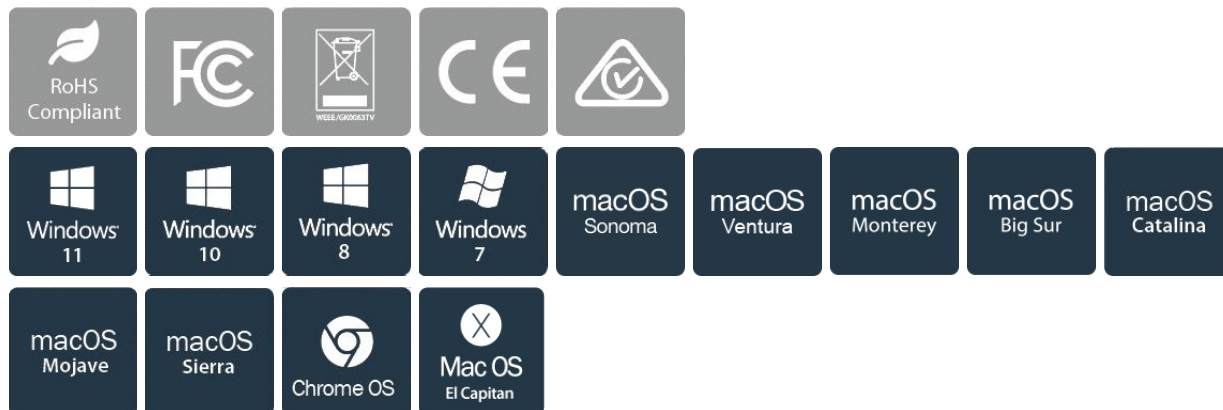 RoHS
Compliant
FC
WEEE/GK0083TV
CE
Windows
11
Windows
10
Windows
8
Windows
7
macOS
Sonoma
macOS
Ventura
macOS
Monterey
macOS
Big Sur
macOS
Catalina
macOS
Mojave
macOS
Sierra
Chrome OS
X
Mac OS
El Capitan